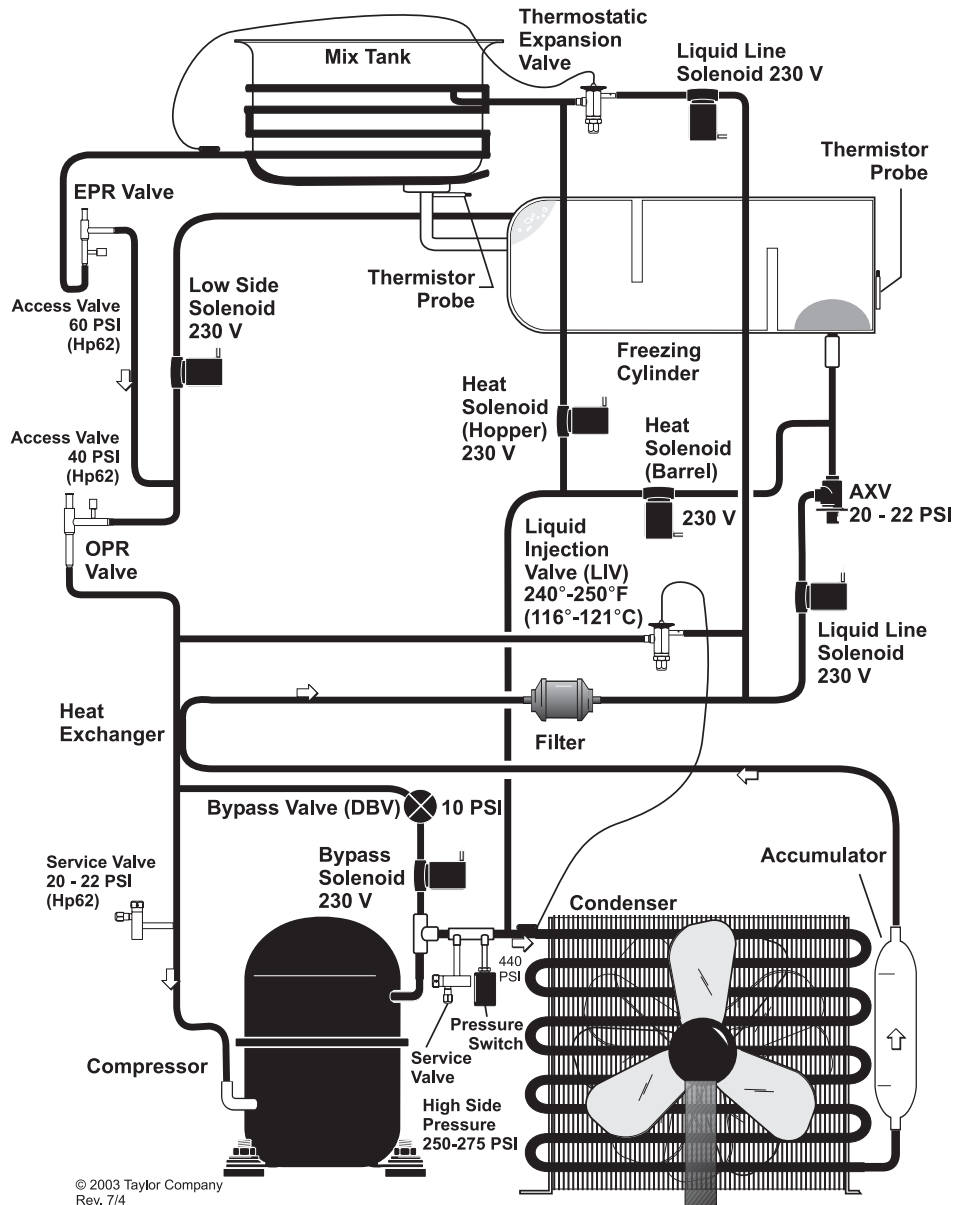 Thermostatic
Expansion
Valve
Mix Tank
Liquid Line
Solenoid 230 V
Thermistor
Probe
EPR Valve
Thermistor
Probe
Low Side
Solenoid
230 V
Access Valve
60 PSI
(Hp62)
Freezing
Cylinder
Heat
Solenoid
(Hopper)
230 V
Heat
Solenoid
(Barrel)
230 V
Access Valve
40 PSI
(Hp62)
AXV
20 - 22 PSI
OPR
Valve
Liquid
Injection
Valve (LIV)
240°-250°F
(116°-121°C)
Liquid Line
Solenoid
230 V
Heat
Exchanger
Filter
Bypass Valve (DBV)
10 PSI
Service Valve
20 - 22 PSI
(Hp62)
Bypass
Solenoid
230 V
Accumulator
Condenser
440
PSI
Pressure
Switch
Compressor
Service
Valve
High Side
Pressure
250-275 PSI
© 2003 Taylor Company
Rev. 7/4